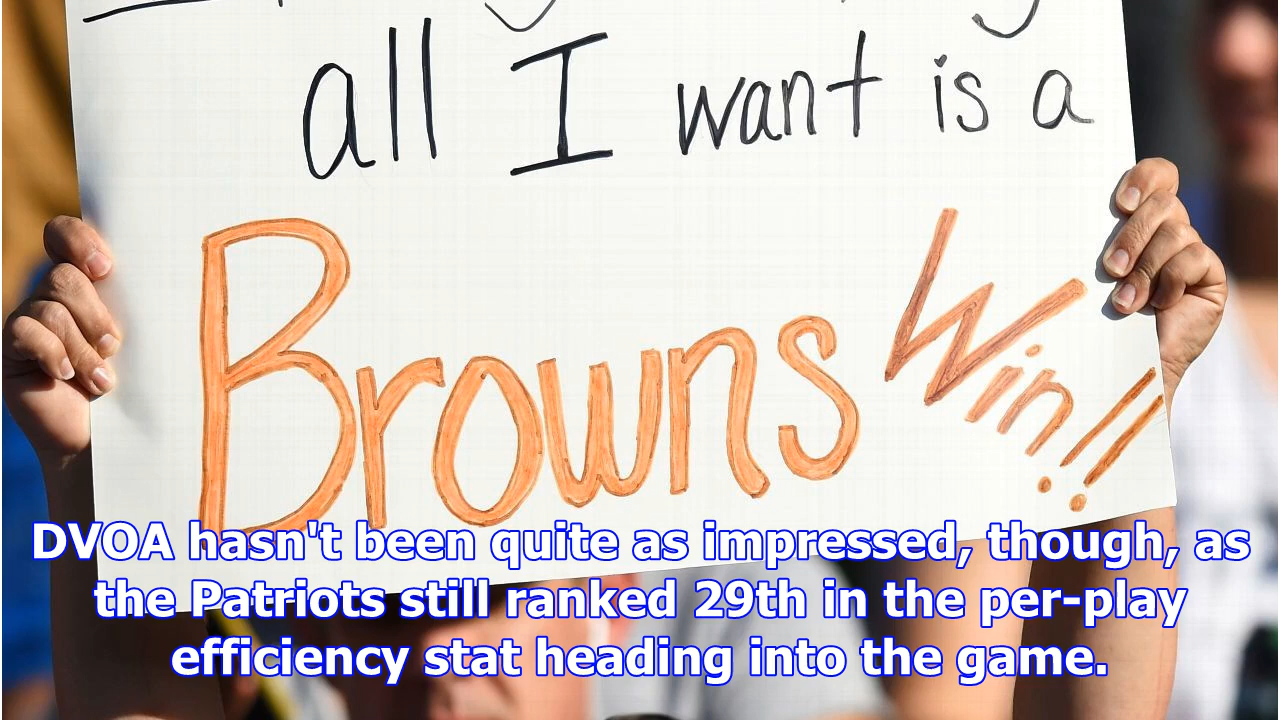 all I want is a
Browns Win!!
DVOA hasn't been quite as impressed, though, as
the Patriots still ranked 29th in the per-play
efficiency stat heading into the game.